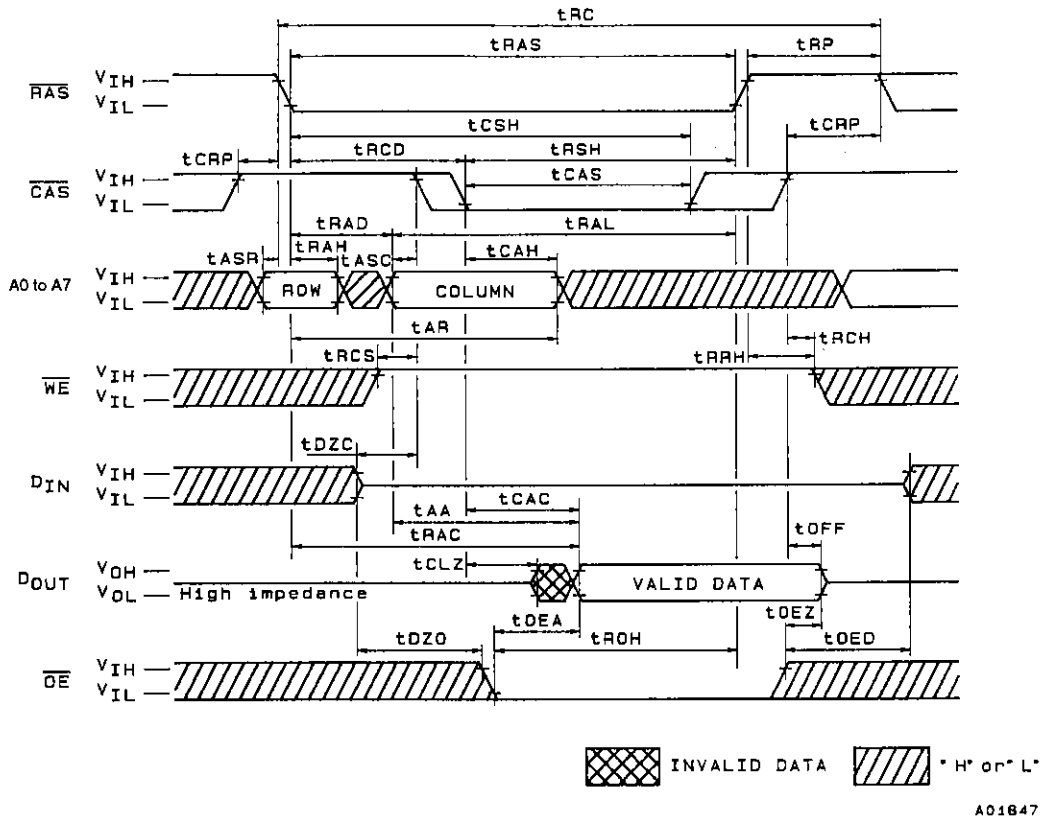 tRC
tRAS
tRP
RAS
VIH
VIL
tCSH
tCRP
tCRP
tRCD
tRSH
CAS
VIH
VIL
tCAS
tRAD
tRAL
tASR
tRAH
tASC
tCAH
A0 to A7
VIH
VIL
ROW
COLUMN
tAR
tRCH
tRCS
tRRH
WE
VIH
VIL
tDZC
DIN
VIH
VIL
tCAC
tAA
tRAC
tOFF
tCLZ
DOUT
VOH
VOL
High impedance
VALID DATA
tOEA
tOEZ
tDZO
tROH
tOED
OE
VIH
VIL
INVALID DATA
"H" or "L"
A01847